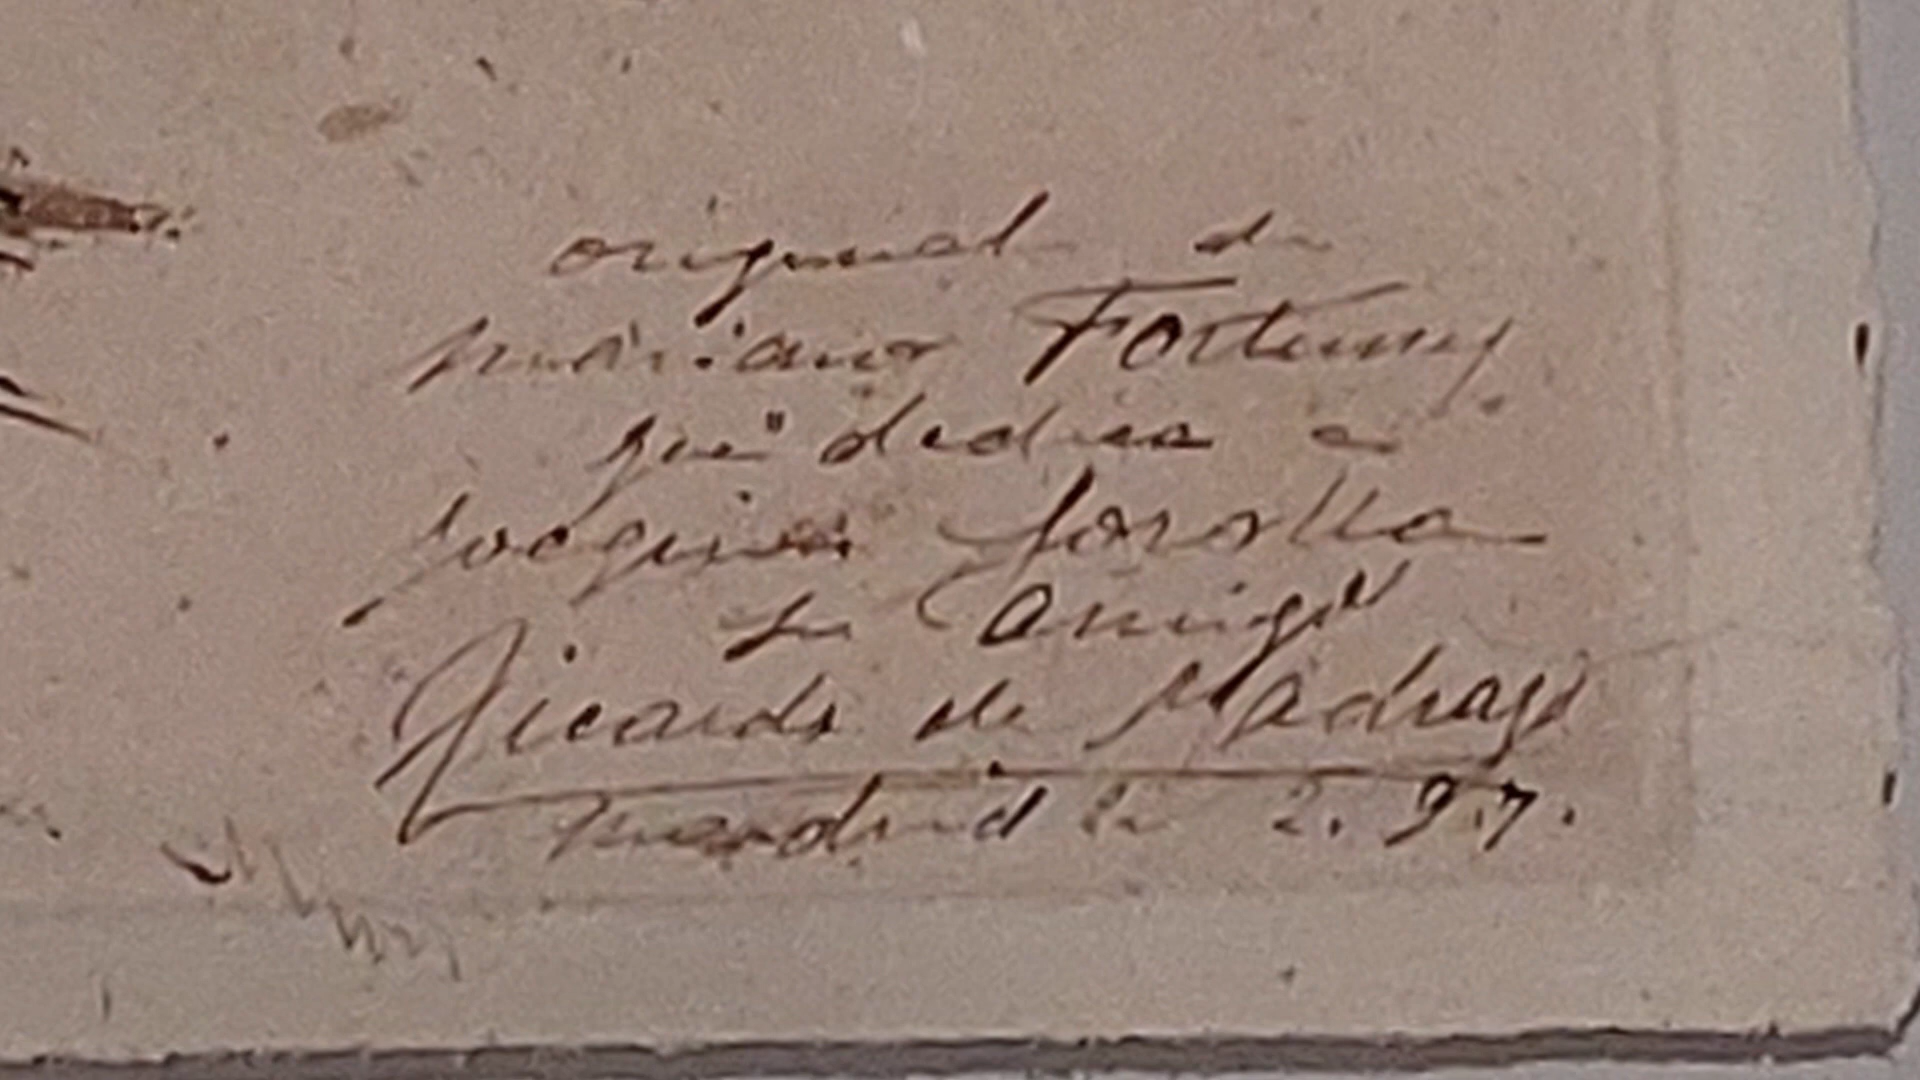 original de
mariano Fortuny
que dedica a
Joaquin Sorolla
su amigo
Ricardo de Madrazo
madrid 2. 97.